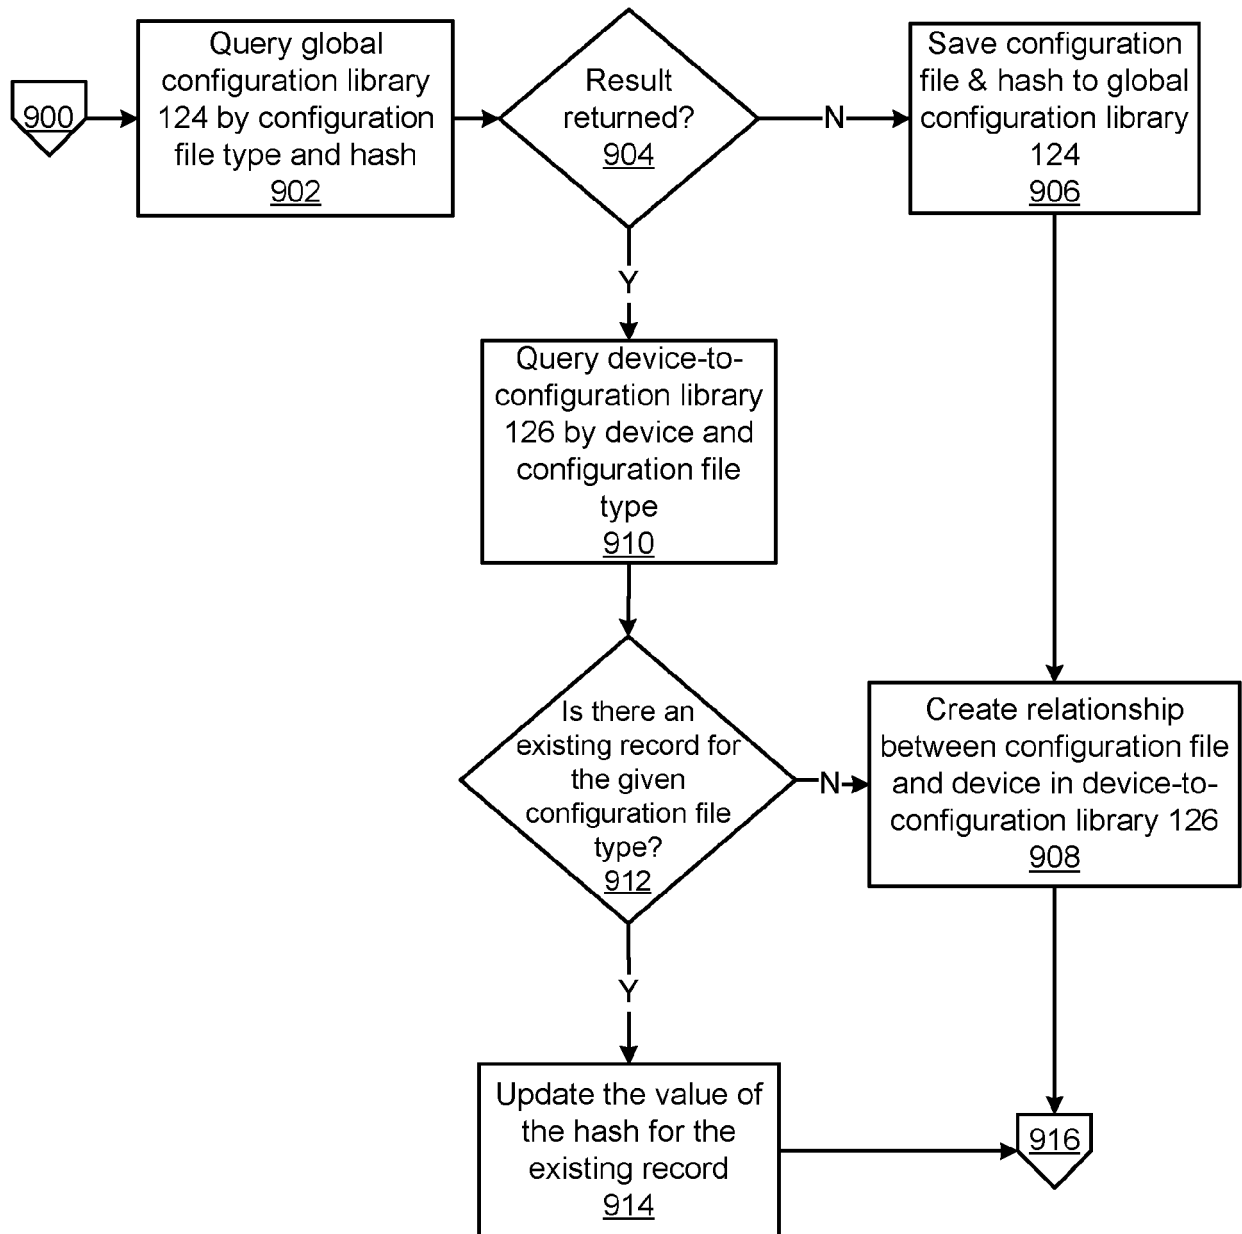 900
Query global
configuration library
124 by configuration
file type and hash
902
Result
returned?
904
N
Save configuration
file & hash to global
configuration library
124
906
Y
Query device-to-
configuration library
126 by device and
configuration file
type
910
Is there an
existing record for
the given
configuration file
type?
912
N
Create relationship
between configuration file
and device in device-to-
configuration library 126
908
Y
Update the value of
the hash for the
existing record
914
916